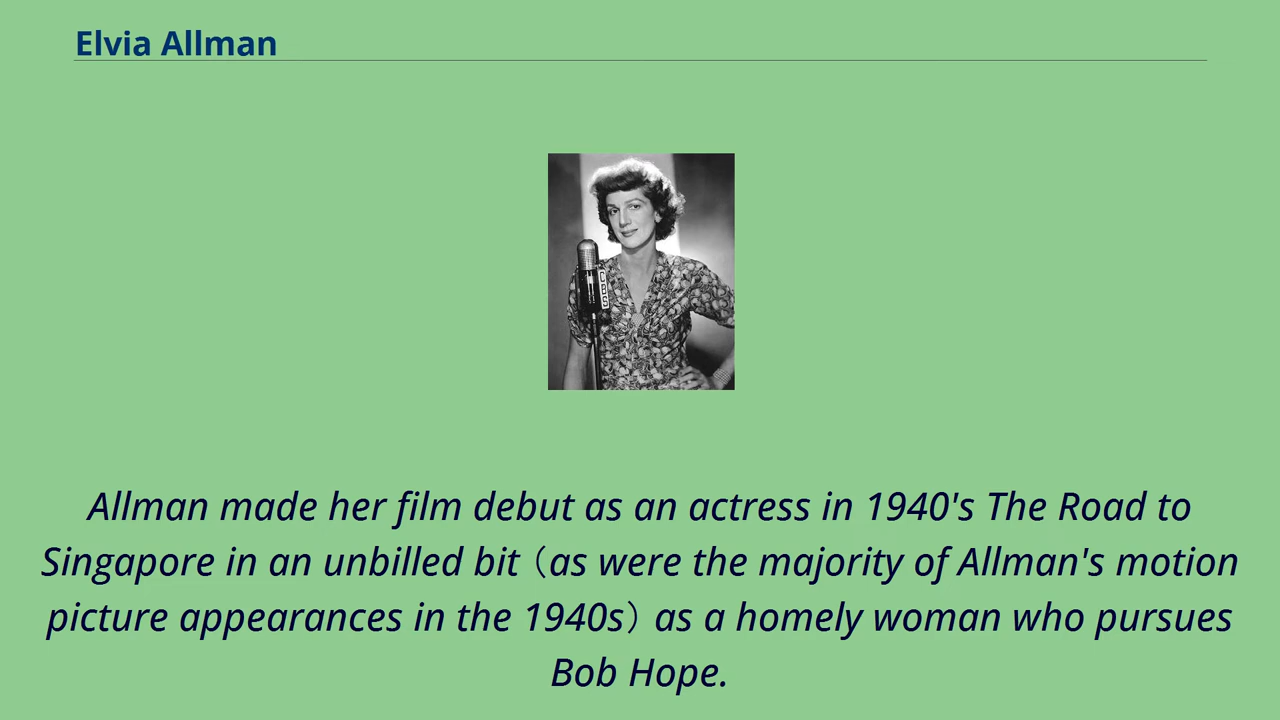 Elvia Allman
CBS
Allman made her film debut as an actress in 1940's The Road to
Singapore in an unbilled bit（as were the majority of Allman's motion
picture appearances in the 1940s）as a homely woman who pursues
Bob Hope.